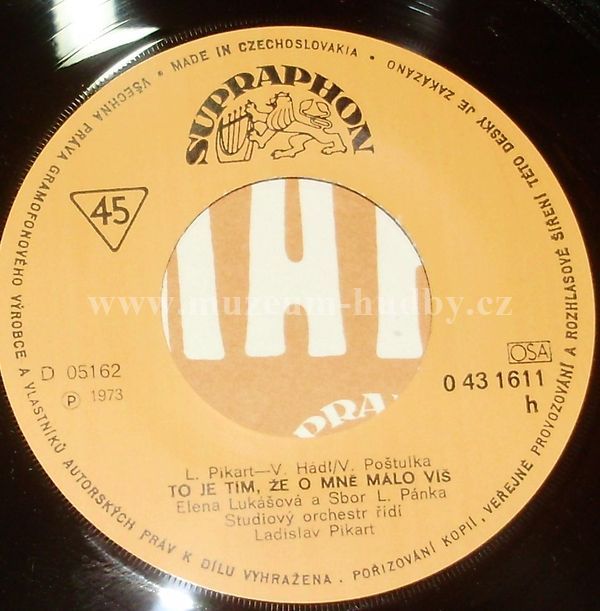 VŠECHNA PRÁVA GRAMOFONOVÉHO VÝROBCE A VLASTNÍKŮ AUTORSKÝCH PRÁV K DÍLU VYHRAŽENA . POŘIZOVÁNÍ KOPIÍ, VEŘEJNÉ PROVOZOVÁNÍ A ROZHLASOVÉ ŠÍŘENÍ TÉTO DESKY JE ZAKÁZÁNO • MADE IN CZECHOSLOVAKIA •
SUPRAPHON
45
www.muzeum-hudby.cz
D 05162
P 1973
OSA
0 43 1611
h
PRA
L. Pikart—V. Hádl/V. Poštulka
TO JE TÍM, ŽE O MNĚ MÁLO VÍŠ
Elena Lukášová a Sbor L. Pánka
Studiový orchestr řídí
Ladislav Pikart